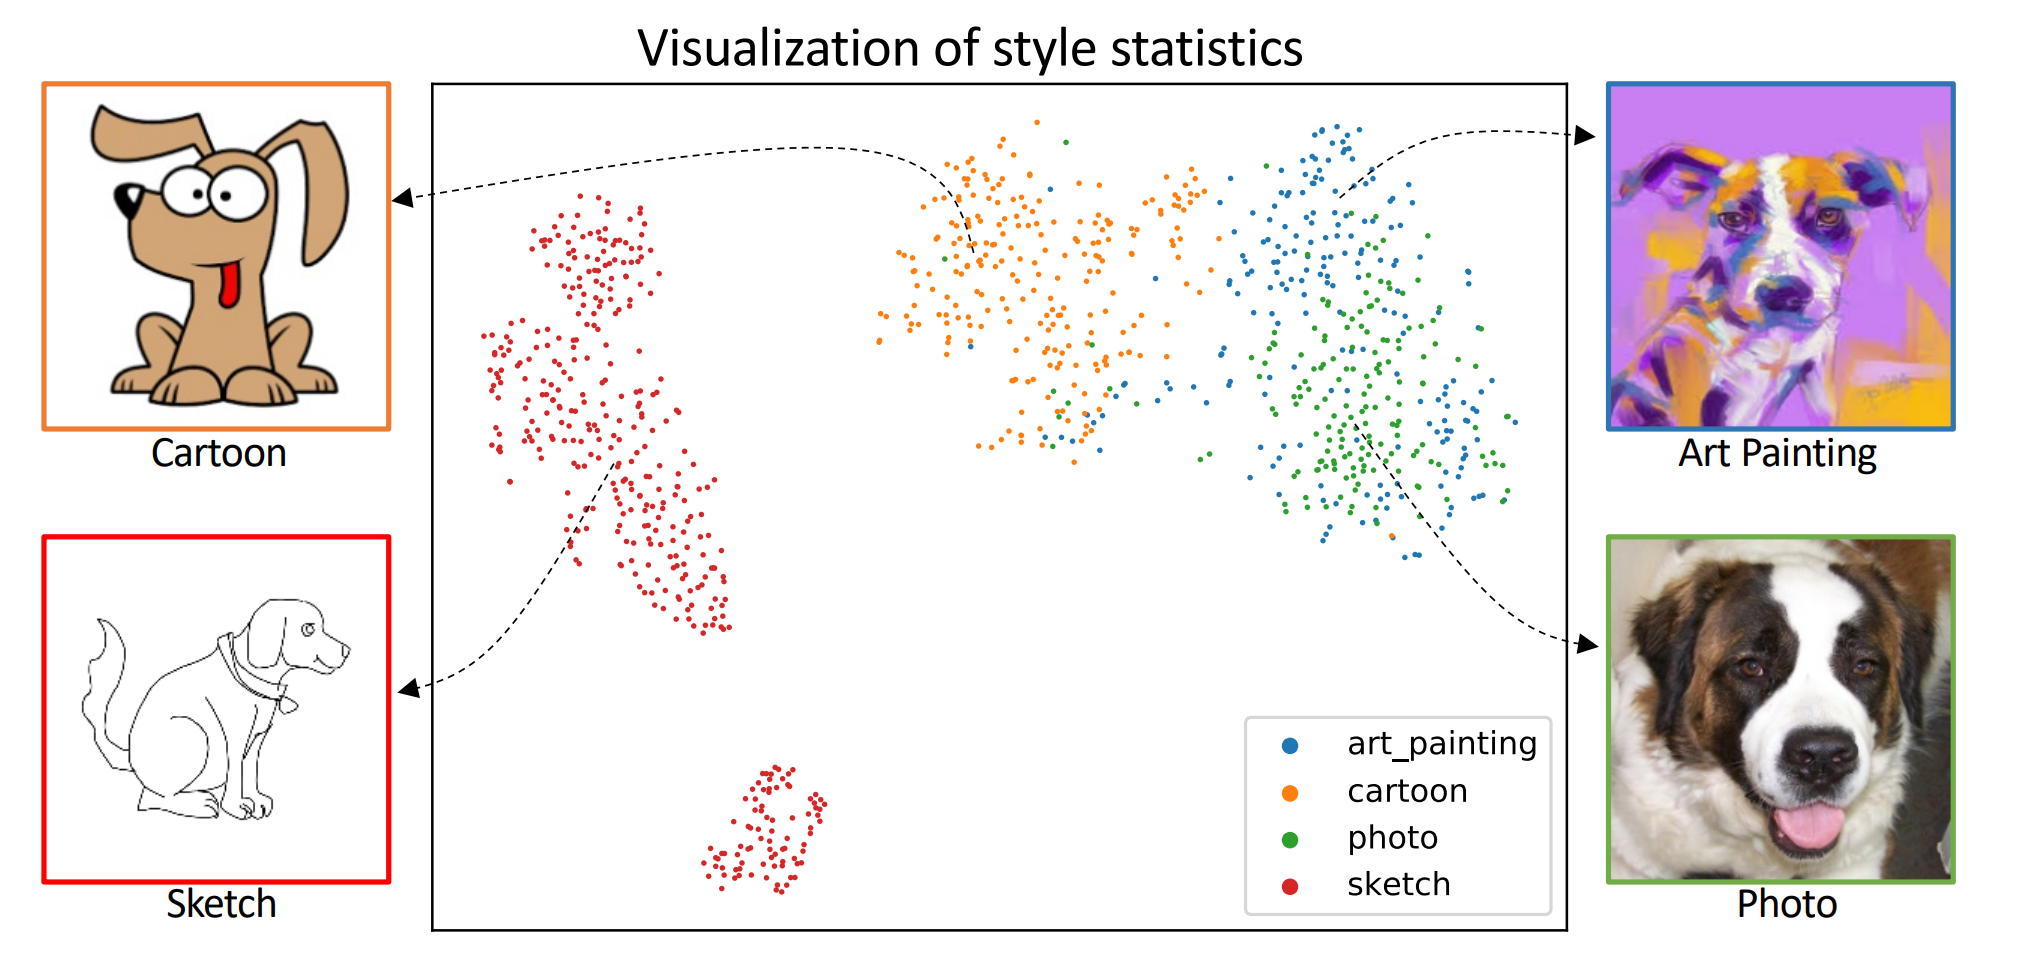 Visualization of style statistics
Cartoon
Art Painting
Sketch
Photo
art_painting
cartoon
photo
sketch